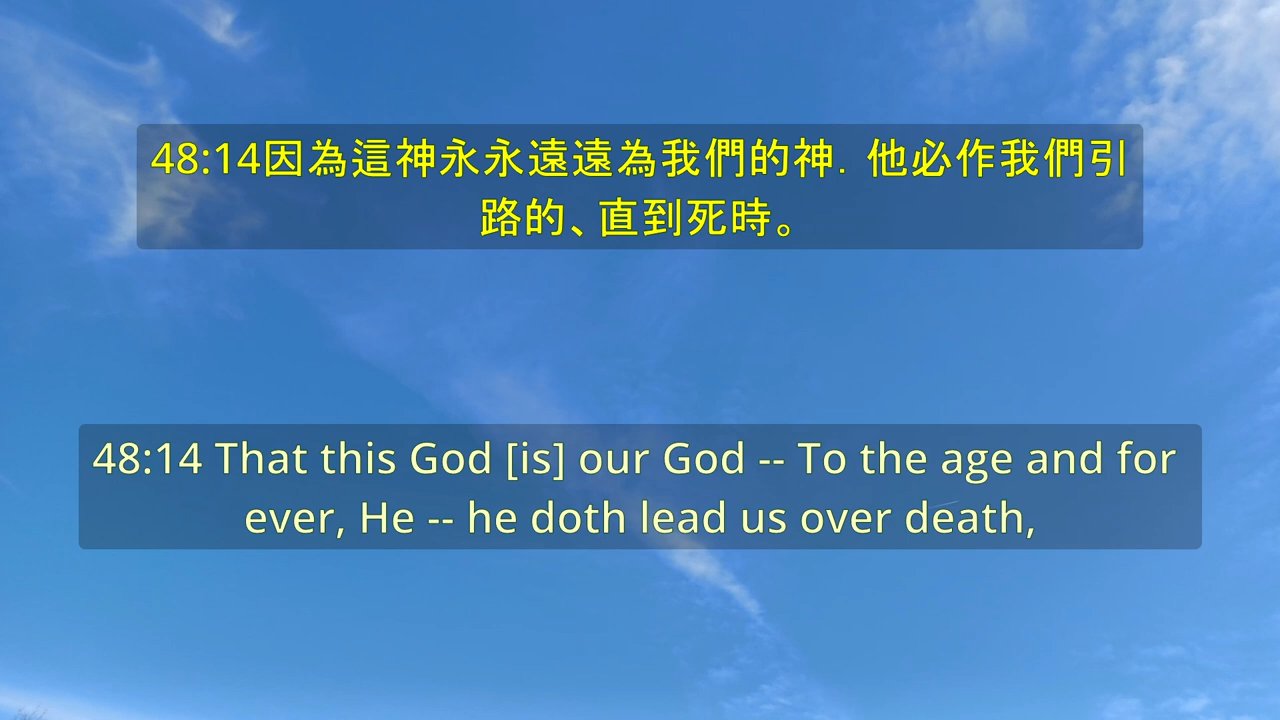 48:14因為這神永永遠遠為我們的神．他必作我們引
路的、直到死時。
48:14 That this God [is] our God -- To the age and for
ever, He -- he doth lead us over death,